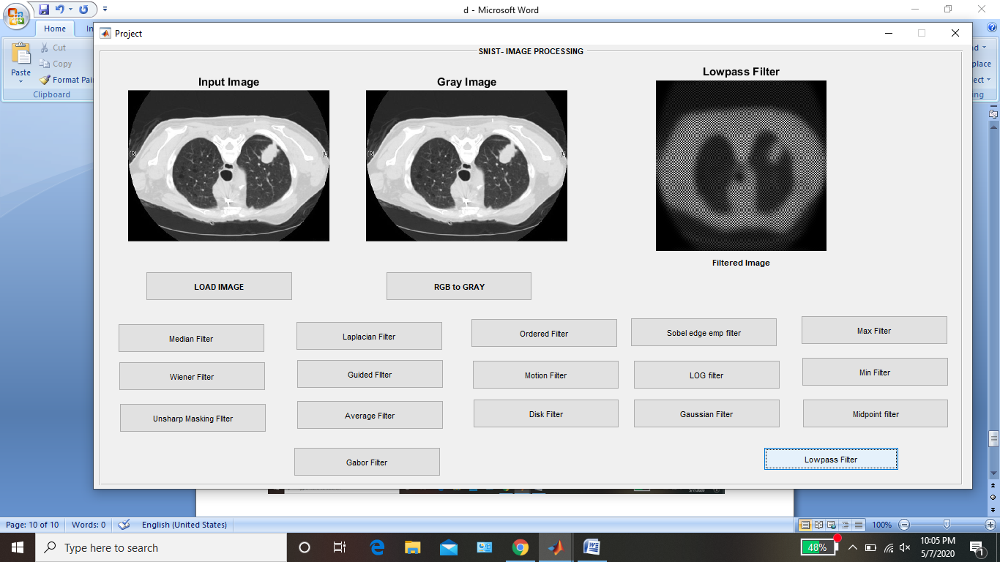 d - Microsoft Word
Home
In
Cut
Copy
Format Pai
Paste
Clipboard
Project
SNIST- IMAGE PROCESSING
Input Image
Gray Image
Lowpass Filter
[R]
[R]
Filtered Image
LOAD IMAGE
RGB to GRAY
Median Filter
Laplacian Filter
Ordered Filter
Sobel edge emp filter
Max Filter
Wiener Filter
Guided FIlter
Motion Filter
LOG filter
Min Filter
Unsharp Masking FIlter
Average Filter
Disk Filter
Gaussian Filter
Midpoint filter
Gabor Filter
Lowpass Filter
nd
place
ect
ing
Page: 10 of 10
Words: 0
English (United States)
100%
Type here to search
48%
10:05 PM
5/7/2020
1